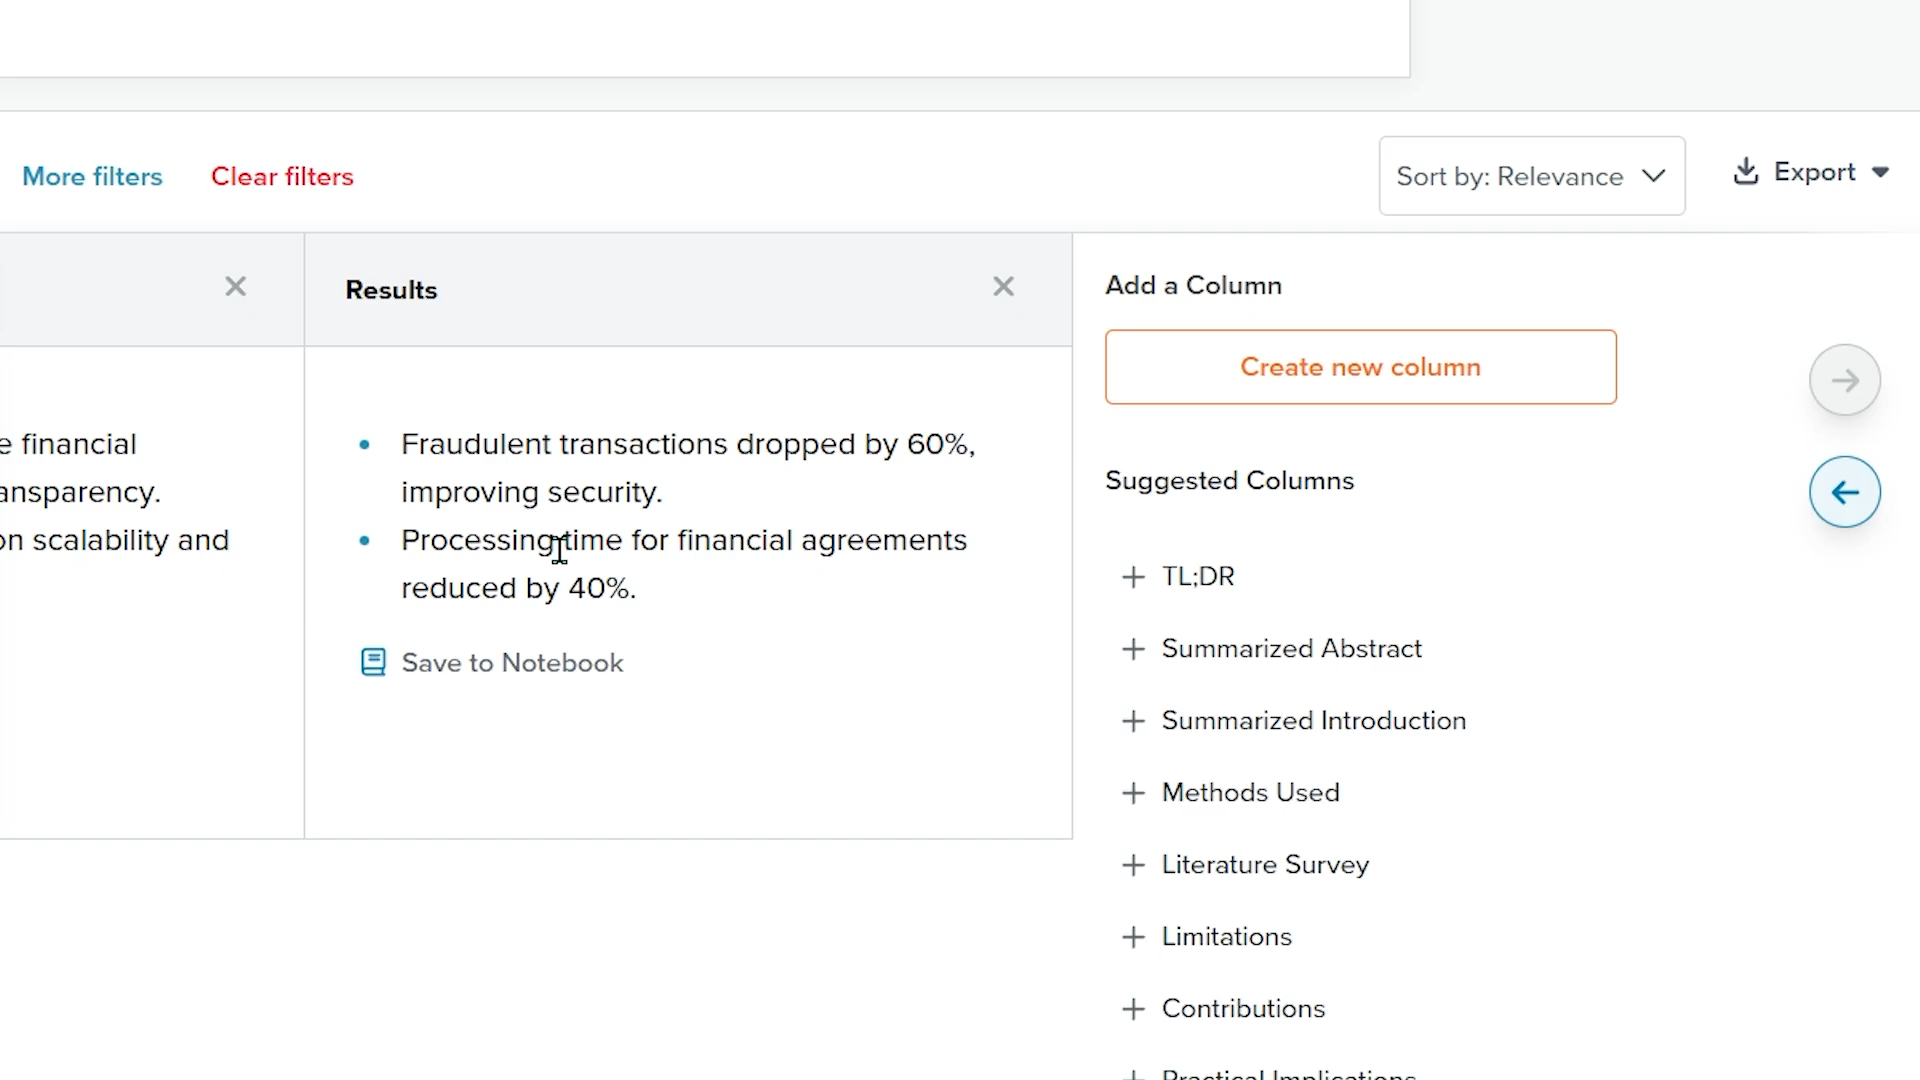 More filters
Clear filters
Sort by: Relevance
Export
Results
Add a Column
Create new column
e financial
ansparency.
on scalability and
Fraudulent transactions dropped by 60%,
improving security.
Processing time for financial agreements
reduced by 40%.
Save to Notebook
Suggested Columns
TL;DR
Summarized Abstract
Summarized Introduction
Methods Used
Literature Survey
Limitations
Contributions
Practical Implications